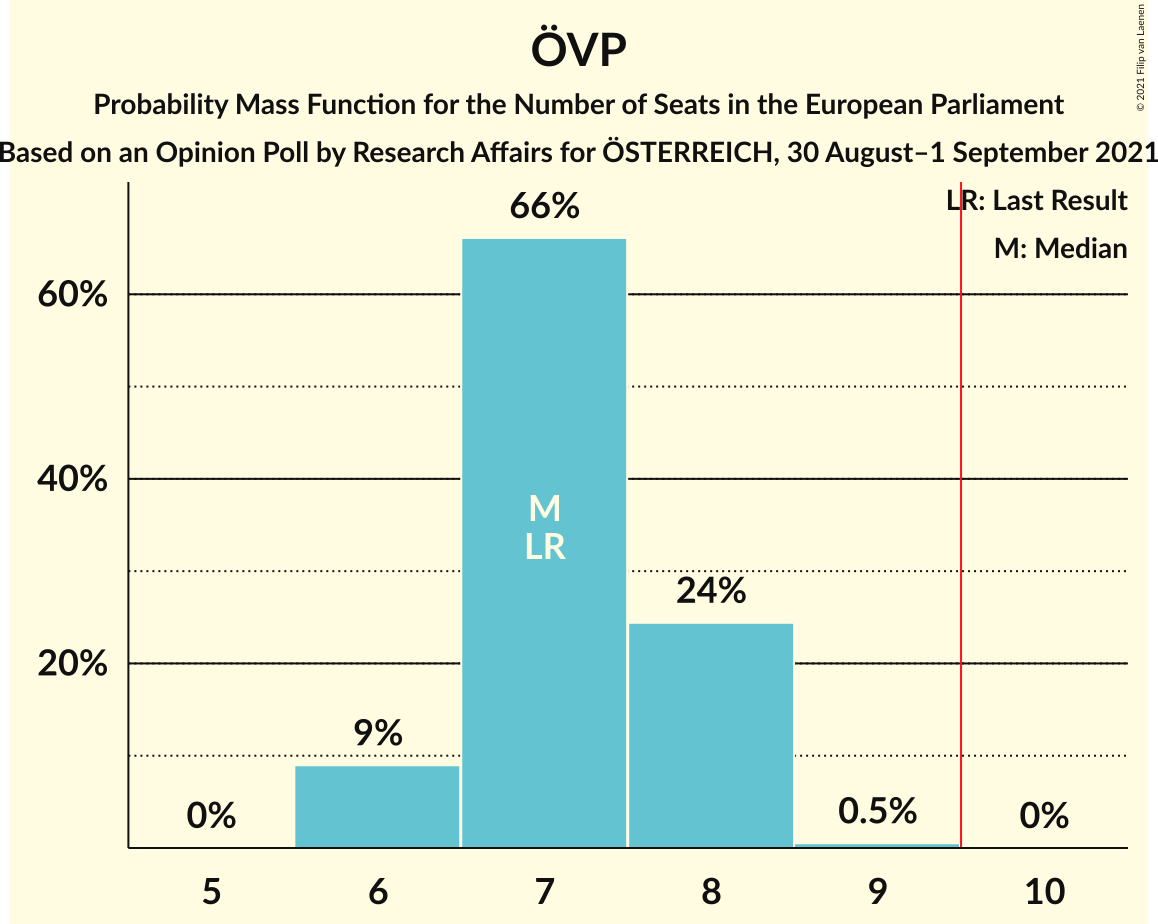 ÖVP
Probability Mass Function for the Number of Seats in the European Parliament
Based on an Opinion Poll by Research Affairs for ÖSTERREICH, 30 August–1 September 2021
© 2021 Filip van Laenen
LR: Last Result
M: Median
66%
60%
40%
M
LR
24%
20%
9%
0%
0.5%
0%
5 6 7 8 9 10